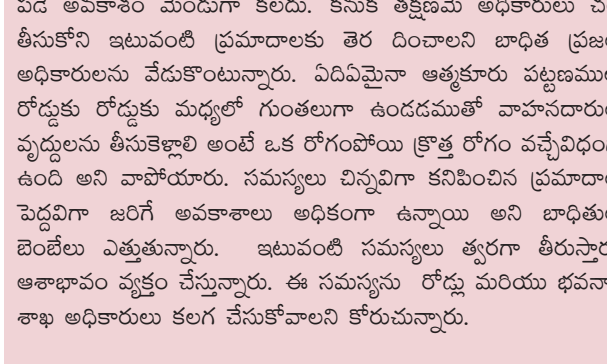 పడే అవకాశం మెండుగా కలదు. కనుక తక్షణమే అధికారులు చ
తీసుకోని ఇటువంటి ప్రమాదాలకు తెర దించాలని బాధిత ప్రజ
అధికారులను వేడుకొంటున్నారు. ఏదిఏమైనా ఆత్మకూరు పట్టణము
రోడ్డుకు రోడ్డుకు మధ్యలో గుంతలుగా ఉండడముతో వాహనదారు
వృద్దులను తీసుకెళ్లాలి అంటే ఒక రోగంపోయి క్రొత్త రోగం వచ్చేవిధం
ఉంది అని వాపోయారు. సమస్యలు చిన్నవిగా కనిపించిన ప్రమాదా
పెద్దవిగా జరిగే అవకాశాలు అధికంగా ఉన్నాయి అని బాధితు
బెంబేలు ఎత్తుతున్నారు. ఇటువంటి సమస్యలు త్వరగా తీరుస్తార
ఆశాభావం వ్యక్తం చేస్తున్నారు. ఈ సమస్యను రోడ్లు మరియు భవనా
శాఖ అధికారులు కలగ చేసుకోవాలని కోరుచున్నారు.